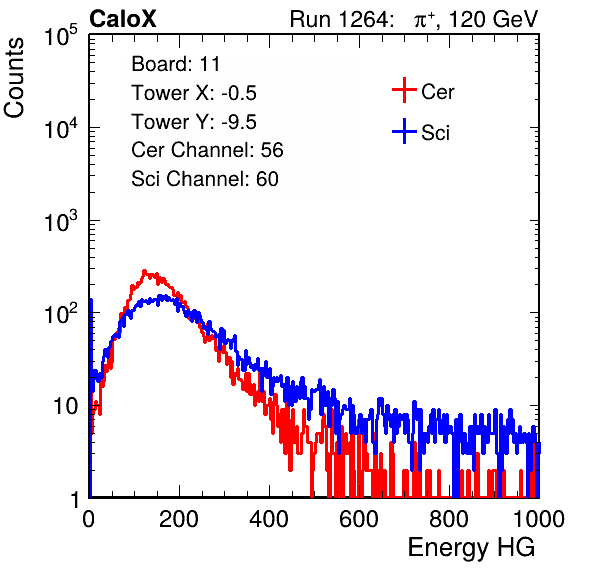 CaloX Run 1264: π⁺, 120 GeV
Board: 11
Tower X: -0.5
Tower Y: -9.5
Cer Channel: 56
Sci Channel: 60
Cer
Sci
Counts
10⁵
10⁴
10³
10²
10
1
0 200 400 600 800 1000
Energy HG